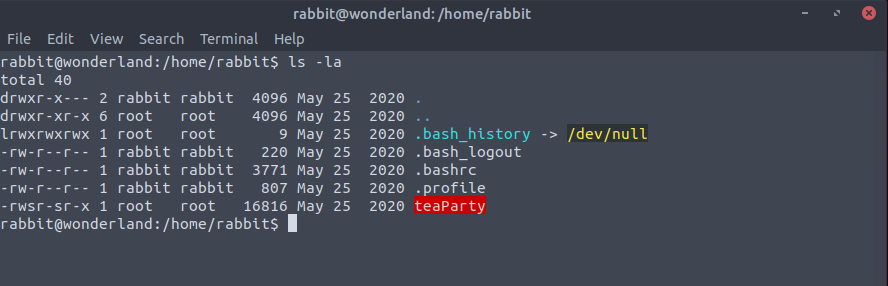 rabbit@wonderland: /home/rabbit
File Edit View Search Terminal Help
rabbit@wonderland:/home/rabbit$ ls -la
total 40
drwxr-x--- 2 rabbit rabbit  4096 May 25  2020 .
drwxr-xr-x 6 root   root    4096 May 25  2020 ..
lrwxrwxrwx 1 root   root       9 May 25  2020 .bash_history -> /dev/null
-rw-r--r-- 1 rabbit rabbit   220 May 25  2020 .bash_logout
-rw-r--r-- 1 rabbit rabbit  3771 May 25  2020 .bashrc
-rw-r--r-- 1 rabbit rabbit   807 May 25  2020 .profile
-rwsr-sr-x 1 root   root   16816 May 25  2020 teaParty
rabbit@wonderland:/home/rabbit$